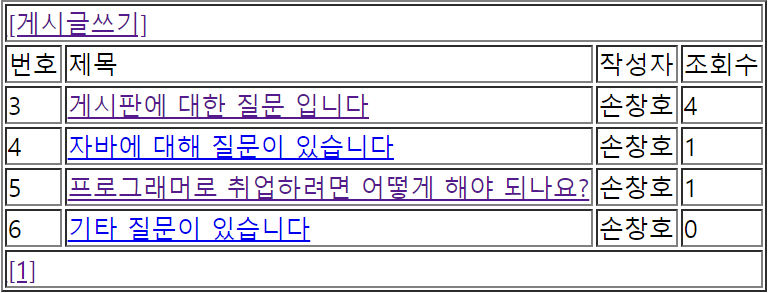 [게시글쓰기]
번호 제목 작성자 조회수
3 게시판에 대한 질문 입니다 손창호 4
4 자바에 대해 질문이 있습니다 손창호 1
5 프로그래머로 취업하려면 어떻게 해야 되나요? 손창호 1
6 기타 질문이 있습니다 손창호 0
[1]